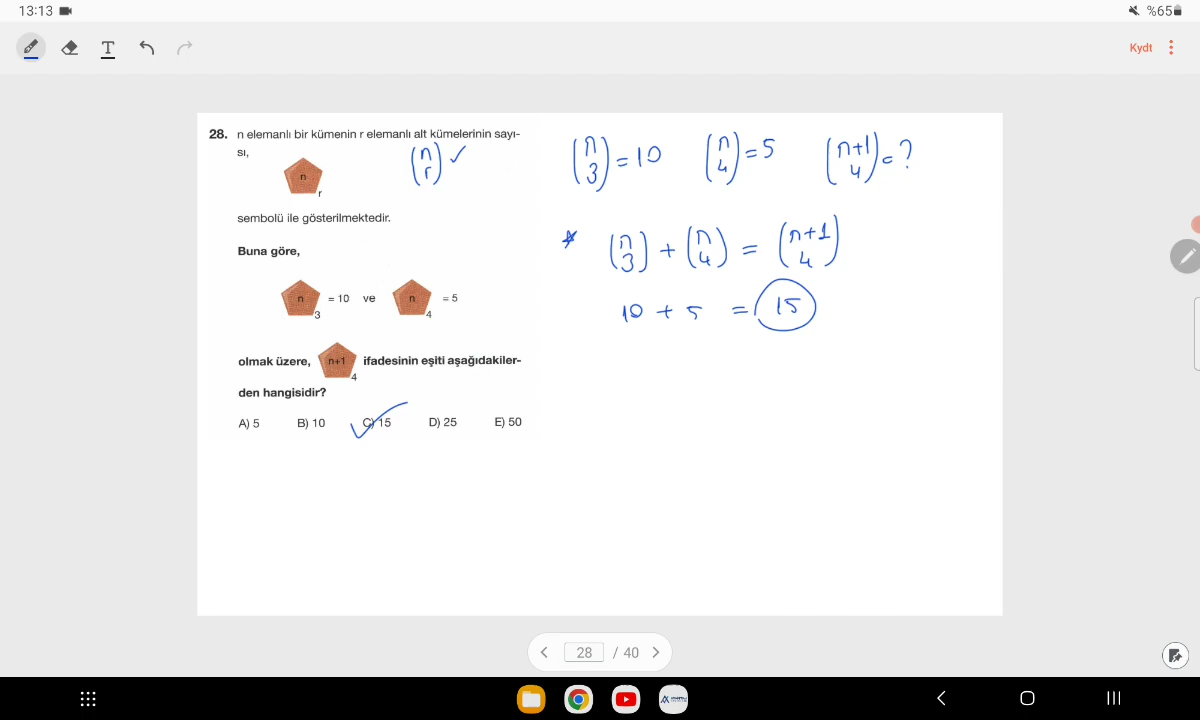 13:13
%65
T
Kydt
28. n elemanlı bir kümenin r elemanlı alt kümelerinin sayı-
sı,
n
r
(n r) ✓
sembolü ile gösterilmektedir.
Buna göre,
n 3 = 10 ve n 4 = 5
olmak üzere, n+1 4 ifadesinin eşiti aşağıdakiler-
den hangisidir?
A) 5 B) 10 C) 15 D) 25 E) 50
(n 3) = 10 (n 4) = 5 (n+1 4) = ?
* (n 3) + (n 4) = (n+1 4)
10 + 5 = 15
28 / 40